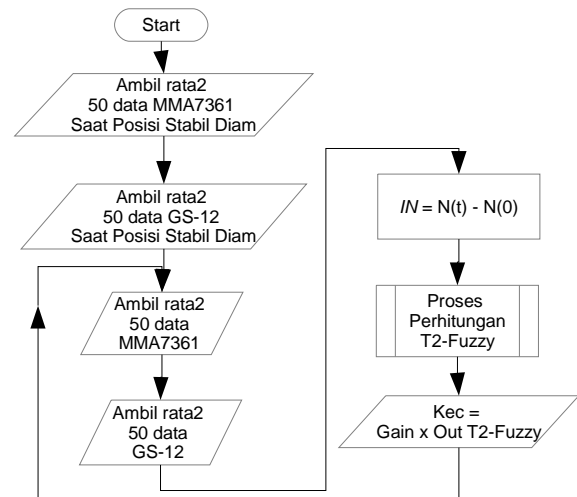 Start
Ambil rata2
50 data MMA7361
Saat Posisi Stabil Diam
Ambil rata2
50 data GS-12
Saat Posisi Stabil Diam
Ambil rata2
50 data
MMA7361
Ambil rata2
50 data
GS-12
IN = N(t) - N(0)
Proses
Perhitungan
T2-Fuzzy
Kec =
Gain x Out T2-Fuzzy